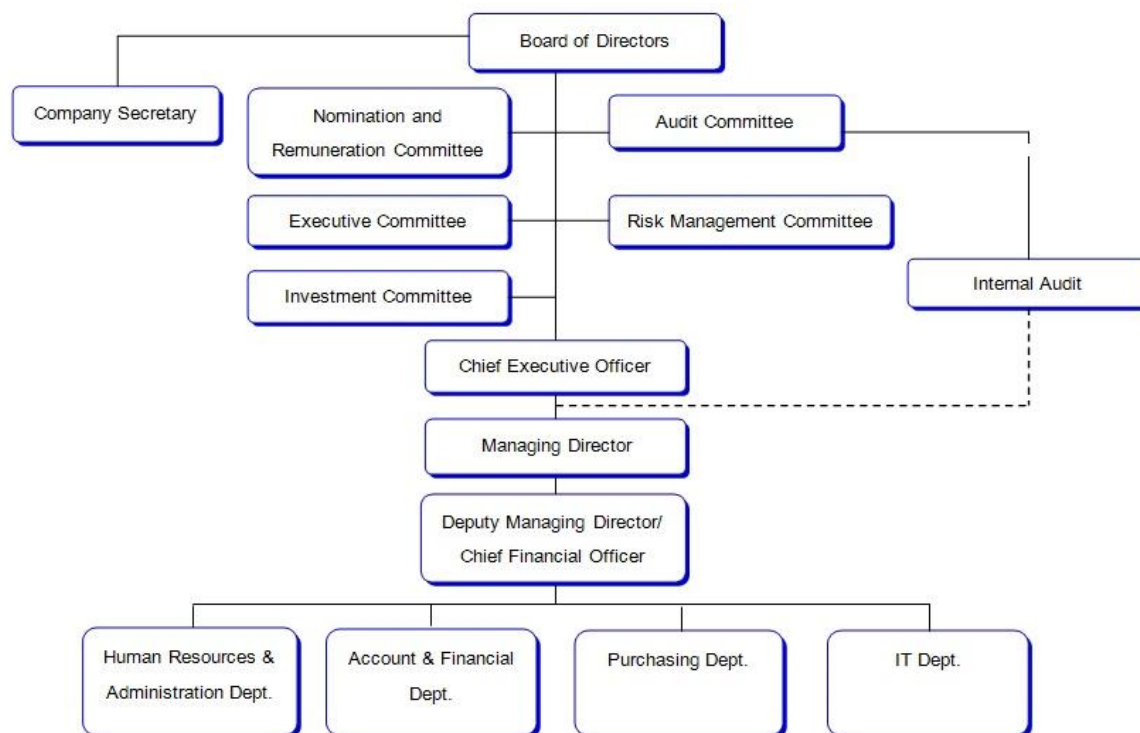 Board of Directors
Company Secretary
Nomination and
Remuneration Committee
Audit Committee
Executive Committee
Risk Management Committee
Investment Committee
Internal Audit
Chief Executive Officer
Managing Director
Deputy Managing Director/
Chief Financial Officer
Human Resources &
Administration Dept.
Account & Financial
Dept.
Purchasing Dept.
IT Dept.